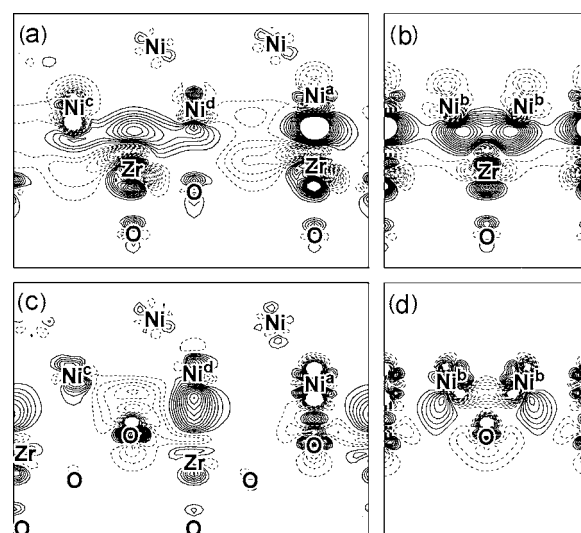 (a) Ni Ni (b)
Ni^c Ni^d Ni^a Ni^b Ni^b
Zr Zr Zr
O
O O O
(c) Ni Ni (d)
Ni^c Ni^d Ni^a Ni^b Ni^b
O O O
Zr Zr
O O
O O